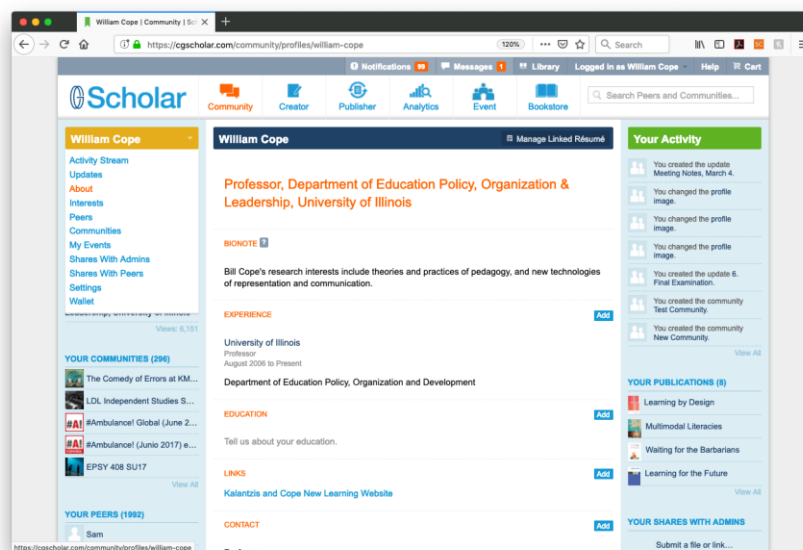 William Cope | Community | Sch
https://cgscholar.com/community/profiles/william-cope
120%
Search
Notifications 99
Messages 1
Library
Logged in as William Cope
Help
Cart
Scholar
Community
Creator
Publisher
Analytics
Event
Bookstore
Search Peers and Communities...
William Cope
Activity Stream
Updates
About
Interests
Peers
Communities
My Events
Shares With Admins
Shares With Peers
Settings
Wallet
Leadership, University of Illinois
Views: 6,151
YOUR COMMUNITIES (296)
The Comedy of Errors at KM...
LDL Independent Studies S...
#A! #Ambulance! Global (June 2...
#A! #Ambulance! (Junio 2017) e...
EPSY 408 SU17
View All
YOUR PEERS (1992)
Sam
https://cgscholar.com/community/profiles/william-cope
William Cope
Manage Linked Résumé
Professor, Department of Education Policy, Organization &
Leadership, University of Illinois
BIONOTE ?
Bill Cope's research interests include theories and practices of pedagogy, and new technologies
of representation and communication.
EXPERIENCE
Add
University of Illinois
Professor
August 2006 to Present
Department of Education Policy, Organization and Development
EDUCATION
Add
Tell us about your education.
LINKS
Add
Kalantzis and Cope New Learning Website
CONTACT
Add
Your Activity
You created the update
Meeting Notes, March 4.
You changed the profile
image.
You changed the profile
image.
You changed the profile
image.
You created the update 6.
Final Examination.
You created the community
Test Community.
You created the community
New Community.
View All
YOUR PUBLICATIONS (8)
Learning by Design
Multimodal Literacies
Waiting for the Barbarians
Learning for the Future
View All
YOUR SHARES WITH ADMINS
Submit a file or link...